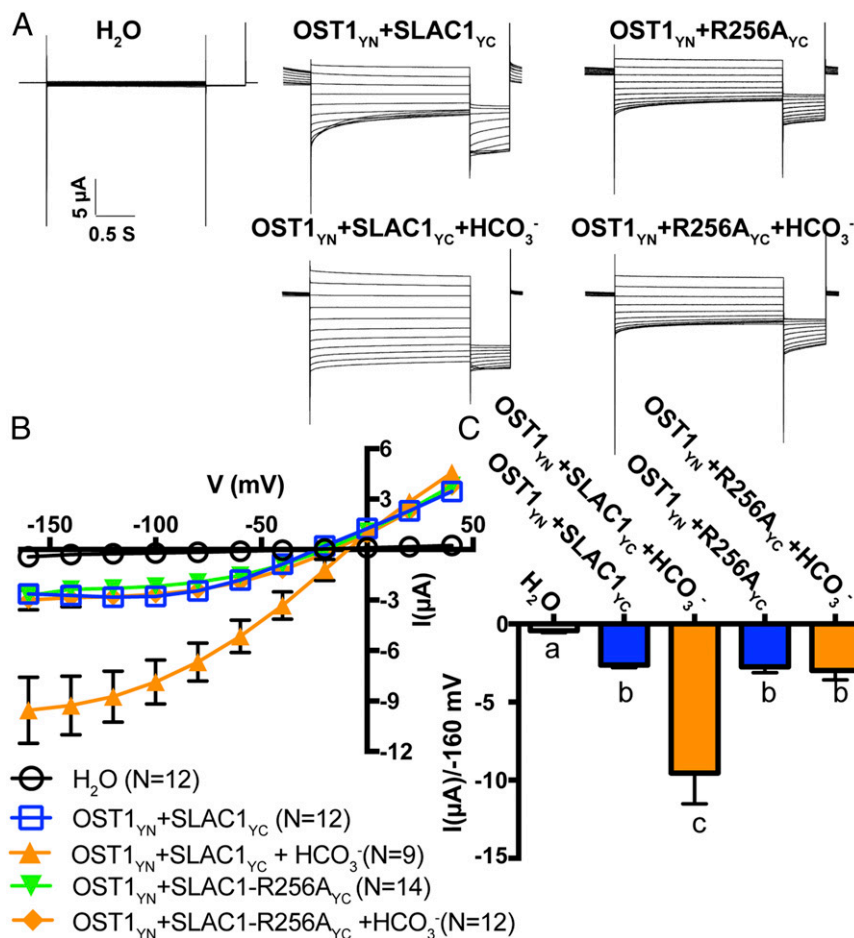 A
H₂O
OST1YN+SLAC1YC
OST1YN+R256AYC
5 µA
0.5 S
OST1YN+SLAC1YC+HCO₃⁻
OST1YN+R256AYC+HCO₃⁻
B
V (mV)
-150
-100
-50
50
6
3
-3
-6
-9
-12
I(µA)
H₂O (N=12)
OST1YN+SLAC1YC (N=12)
OST1YN+SLAC1YC + HCO₃⁻(N=9)
OST1YN+SLAC1-R256AYC (N=14)
OST1YN+SLAC1-R256AYC +HCO₃⁻(N=12)
C
H₂O
OST1YN+SLAC1YC
OST1YN+SLAC1YC+HCO₃⁻
OST1YN+R256AYC
OST1YN+R256AYC+HCO₃⁻
0
-5
-10
-15
I(µA)/-160 mV
a
b
c
b
b